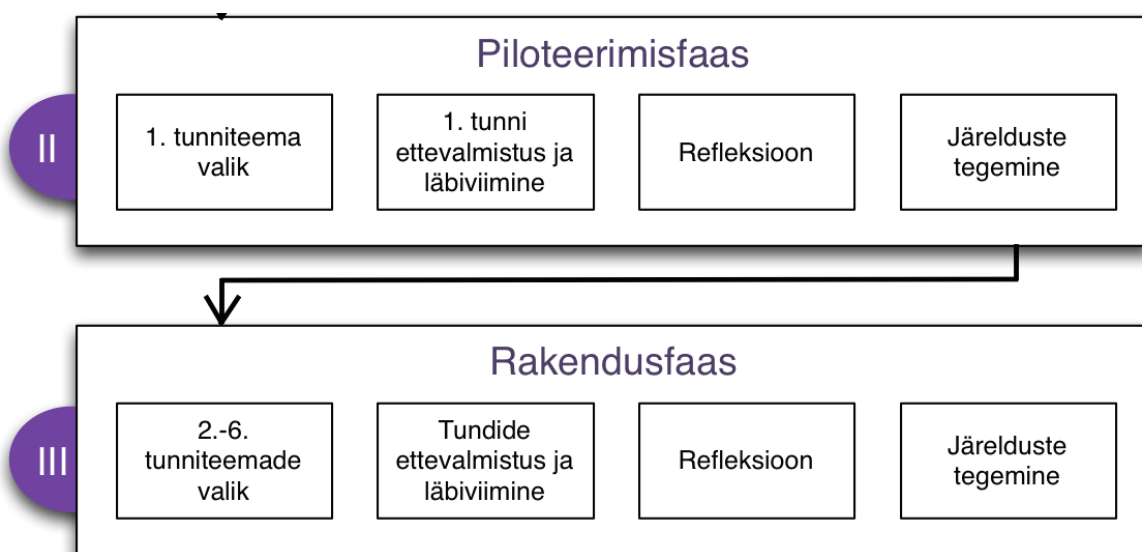 Piloteerimisfaas
II
1. tunniteema
valik
1. tunni
ettevalmistus ja
läbiviimine
Refleksioon
Järelduste
tegemine
Rakendusfaas
III
2.-6.
tunniteemade
valik
Tundide
ettevalmistus ja
läbiviimine
Refleksioon
Järelduste
tegemine